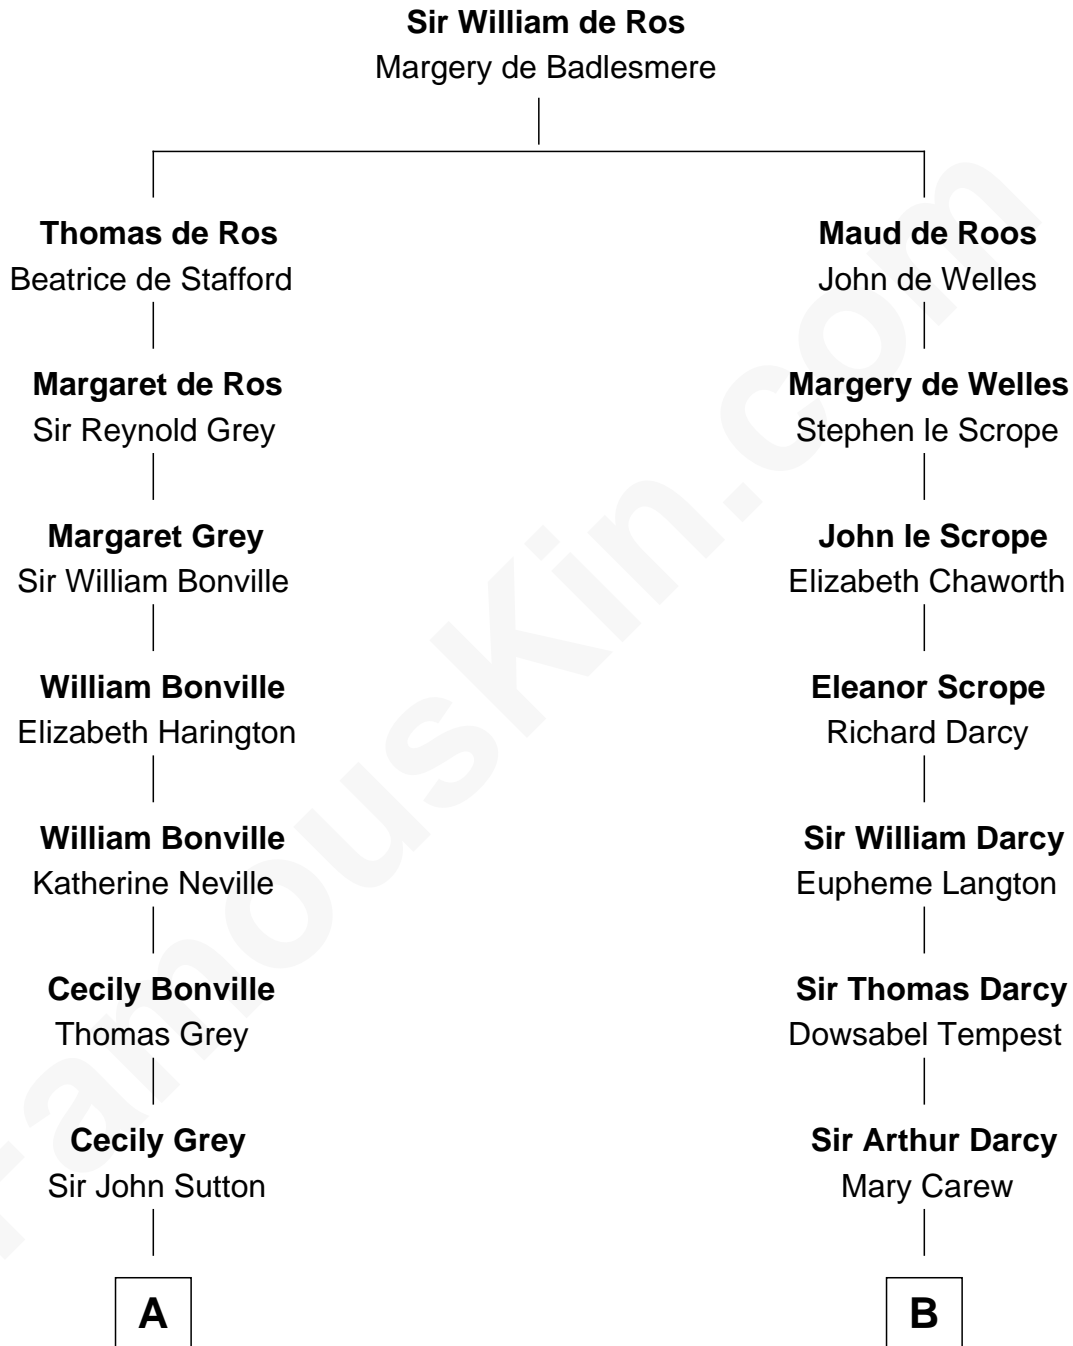 Sir William de Ros
Margery de Badlesmere
Thomas de Ros
Beatrice de Stafford
Margaret de Ros
Sir Reynold Grey
Margaret Grey
Sir William Bonville
William Bonville
Elizabeth Harington
William Bonville
Katherine Neville
Cecily Bonville
Thomas Grey
Cecily Grey
Sir John Sutton
A
Maud de Roos
John de Welles
Margery de Welles
Stephen le Scrope
John le Scrope
Elizabeth Chaworth
Eleanor Scrope
Richard Darcy
Sir William Darcy
Eupheme Langton
Sir Thomas Darcy
Dowsabel Tempest
Sir Arthur Darcy
Mary Carew
B
FamousKin.com